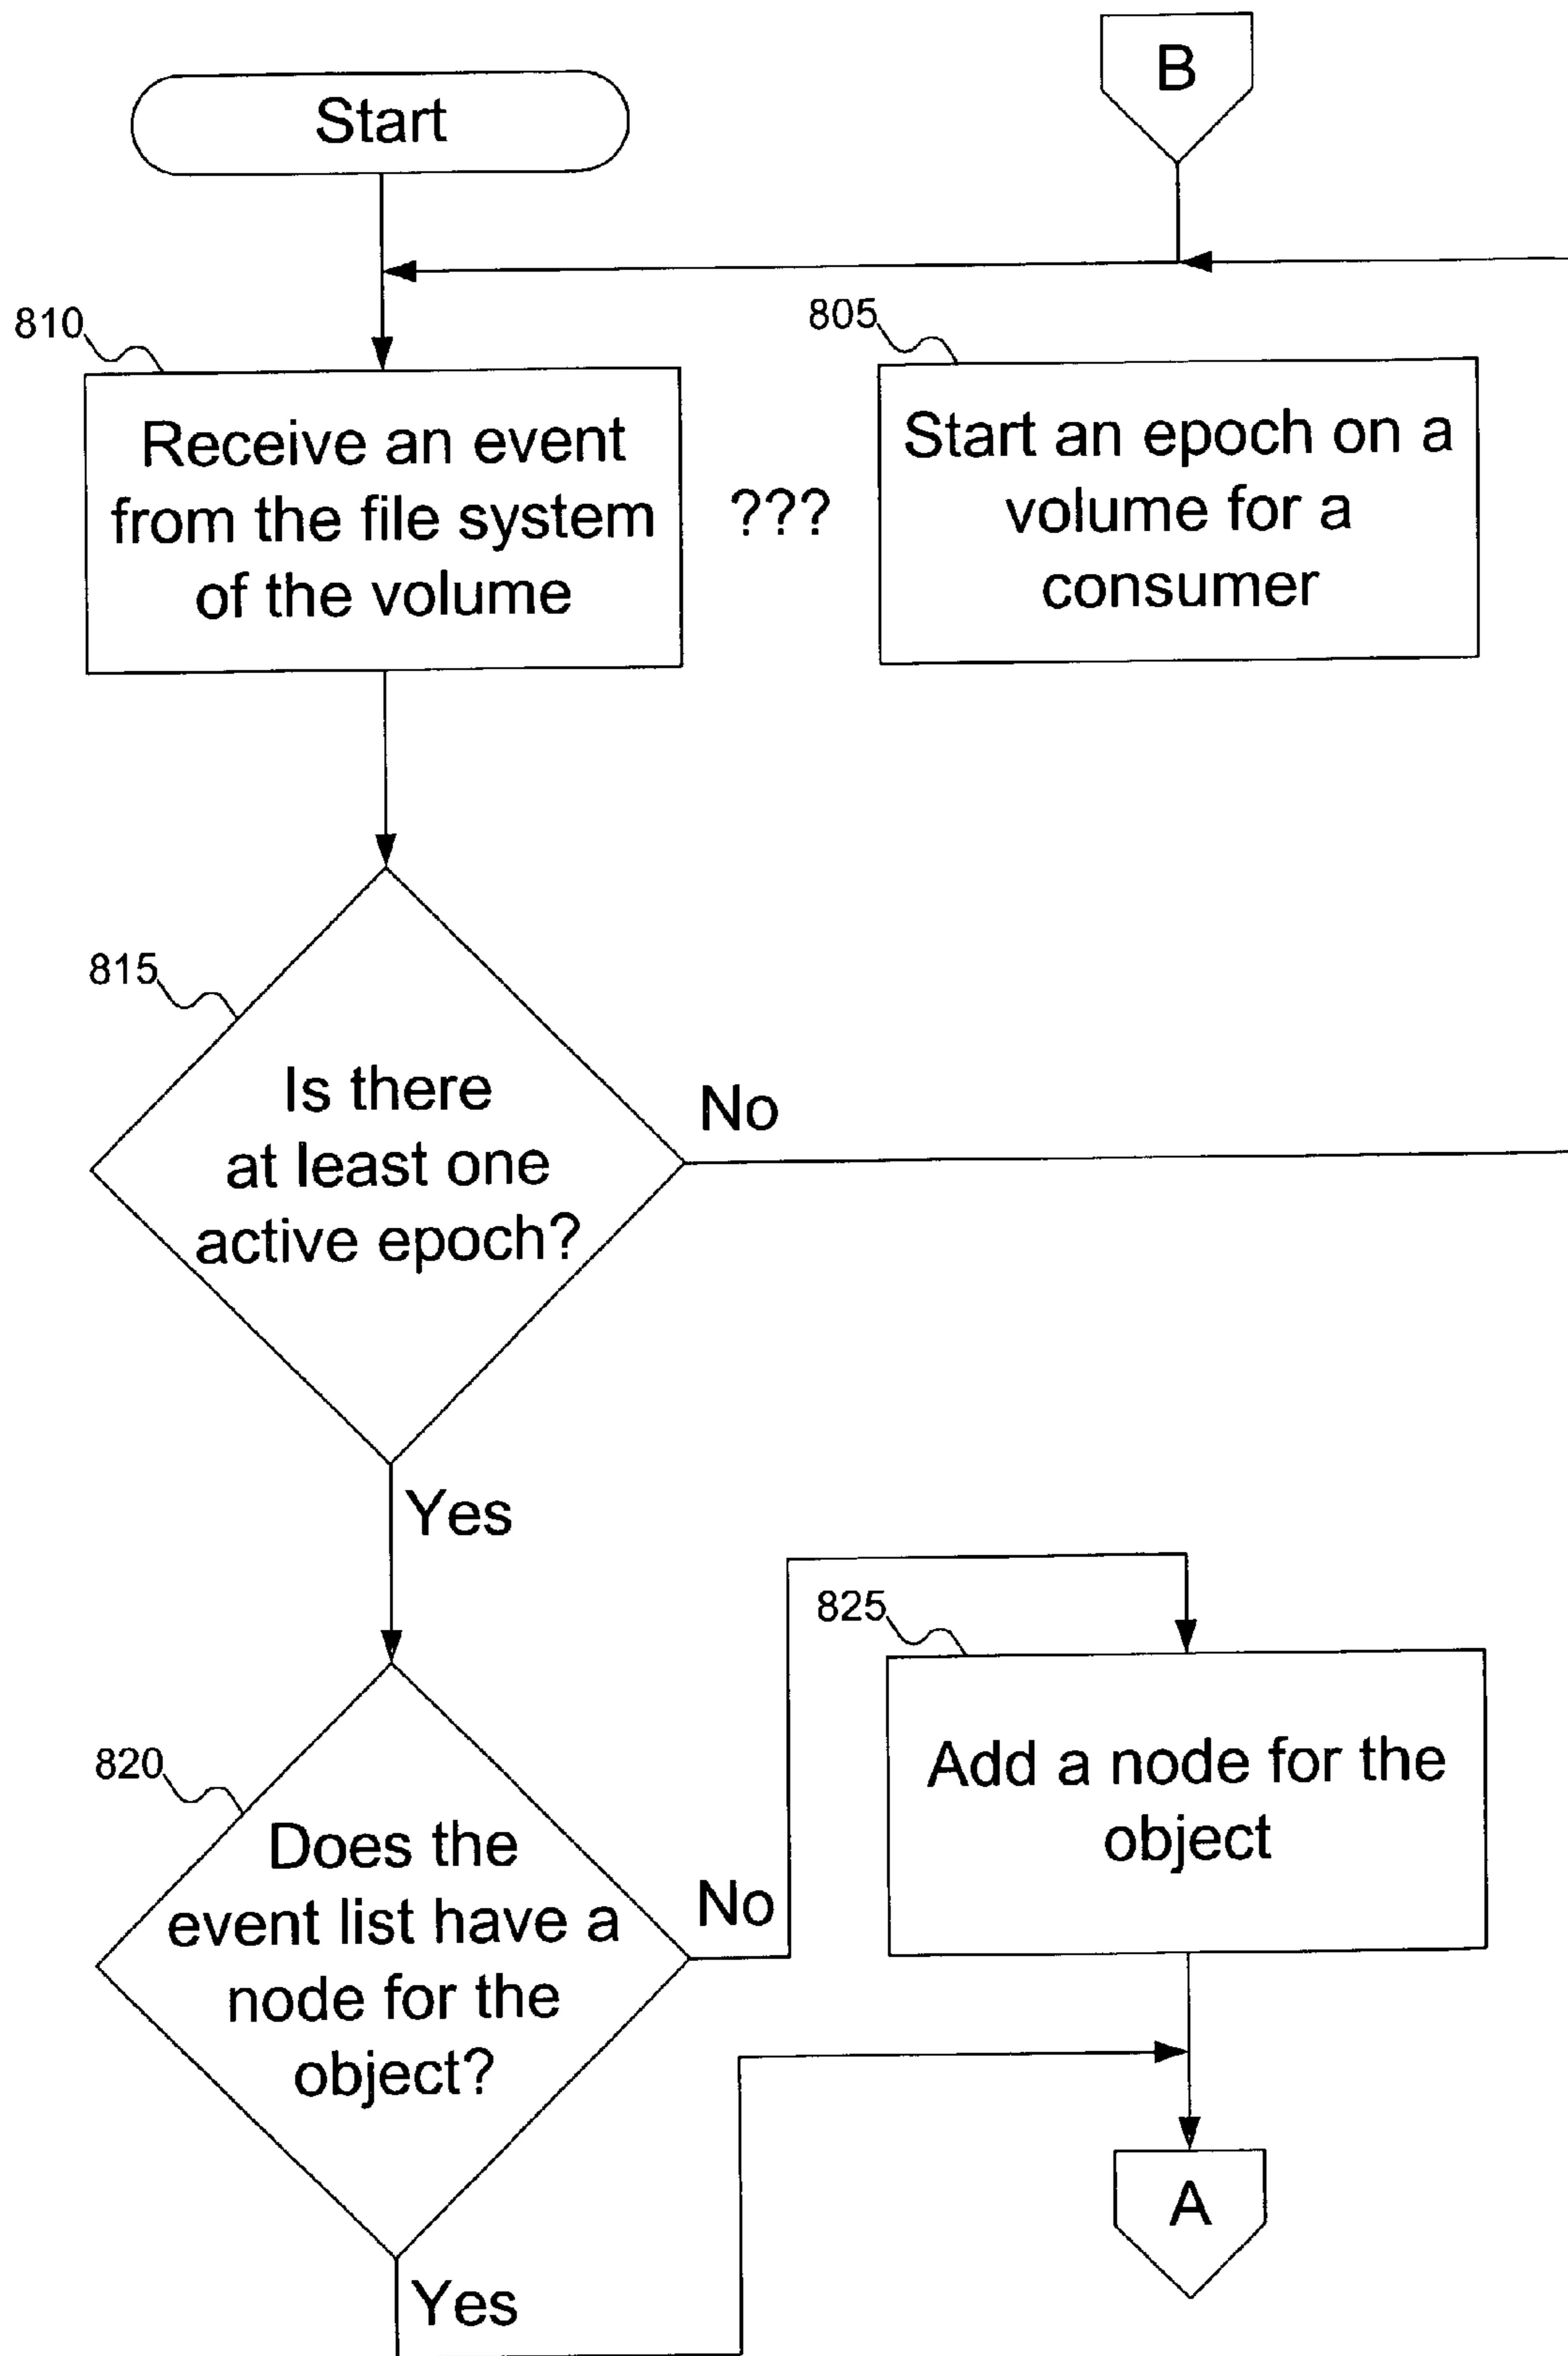 Start
B
810
Receive an event
from the file system
of the volume
???
805
Start an epoch on a
volume for a
consumer
815
Is there
at least one
active epoch?
No
Yes
820
Does the
event list have a
node for the
object?
No
825
Add a node for the
object
Yes
A